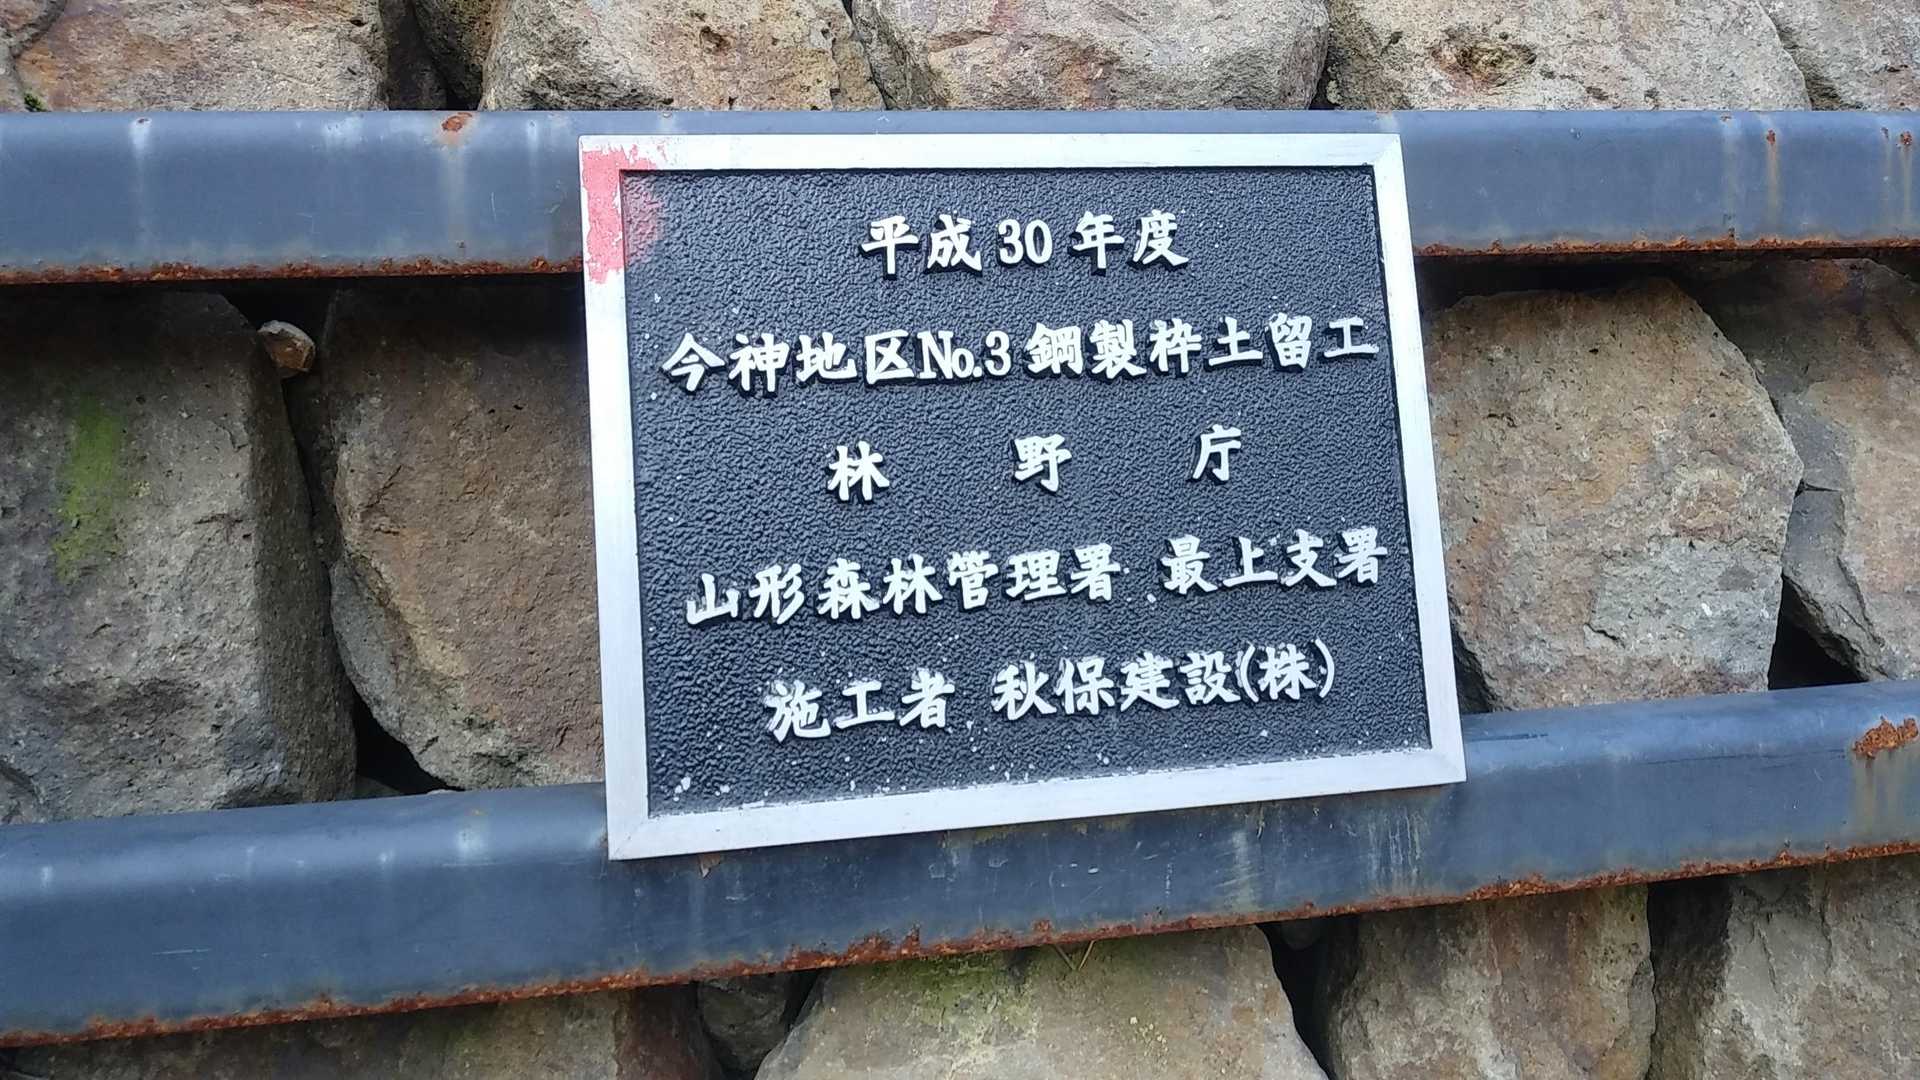 平成30年度
今神地区No.3鋼製枠土留工
林野庁
山形森林管理署 最上支署
施工者 秋保建設(株)